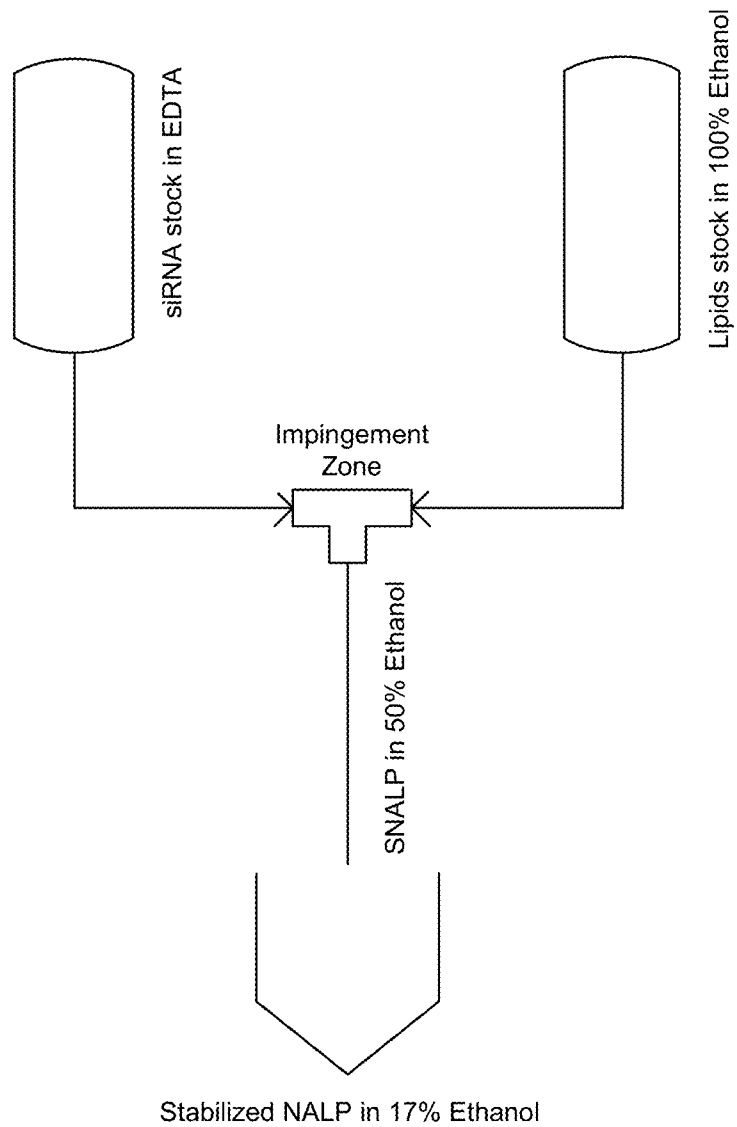 siRNA stock in EDTA
Lipids stock in 100% Ethanol
Impingement
Zone
SNALP in 50% Ethanol
Stabilized NALP in 17% Ethanol